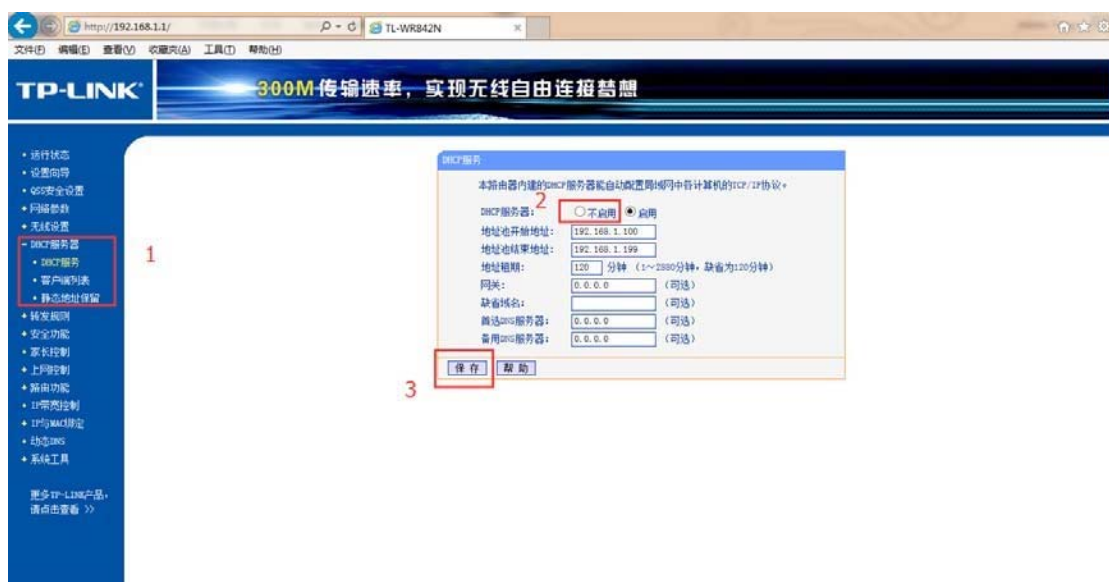 http://192.168.1.1/
TL-WR842N
文件(F) 编辑(E) 查看(V) 收藏夹(A) 工具(T) 帮助(H)
TP-LINK
300M传输速率，实现无线自由连接梦想
• 运行状态
• 设置向导
• QSS安全设置
+ 网络参数
+ 无线设置
- DHCP服务器
• DHCP服务
• 客户端列表
• 静态地址保留
+ 转发规则
+ 安全功能
• 家长控制
+ 上网控制
+ 路由功能
• IP带宽控制
+ IP与MAC绑定
• 动态DNS
+ 系统工具
更多TP-LINK产品，
请点击查看 >>
1
DHCP服务
本路由器内建的DHCP服务器能自动配置局域网中各计算机的TCP/IP协议。
2
DHCP服务器： 不启用 启用
地址池开始地址： 192.168.1.100
地址池结束地址： 192.168.1.199
地址租期： 120 分钟（1～2880分钟，缺省为120分钟）
网关： 0.0.0.0 （可选）
缺省域名： （可选）
首选DNS服务器： 0.0.0.0 （可选）
备用DNS服务器： 0.0.0.0 （可选）
保存 帮助
3